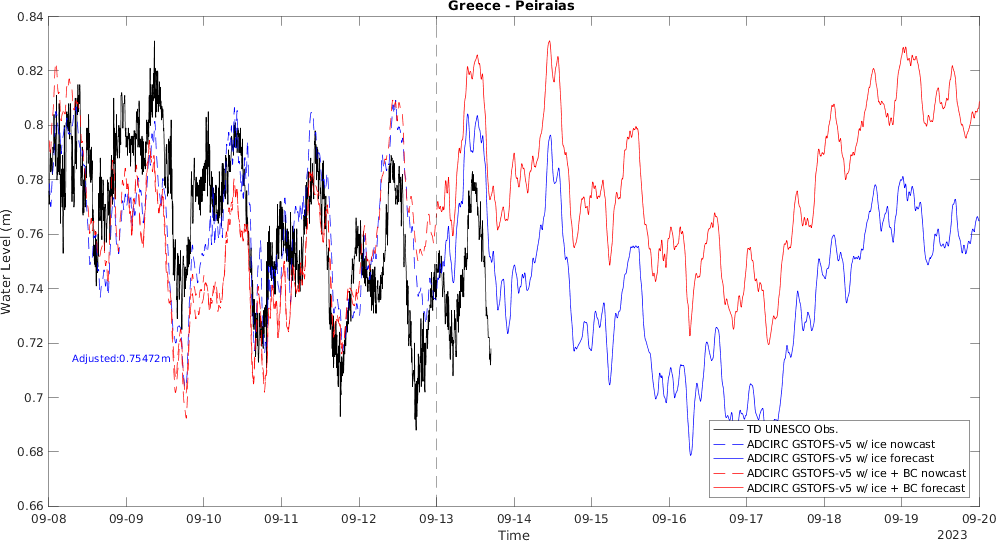 Greece - Peiraias
0.84
0.82
0.8
0.78
0.76
0.74
0.72
0.7
0.68
0.66
Water Level (m)
Adjusted:0.75472m
TD UNESCO Obs.
ADCIRC GSTOFS-v5 w/ ice nowcast
ADCIRC GSTOFS-v5 w/ ice forecast
ADCIRC GSTOFS-v5 w/ ice + BC nowcast
ADCIRC GSTOFS-v5 w/ ice + BC forecast
09-08 09-09 09-10 09-11 09-12 09-13 09-14 09-15 09-16 09-17 09-18 09-19 09-20
Time
2023